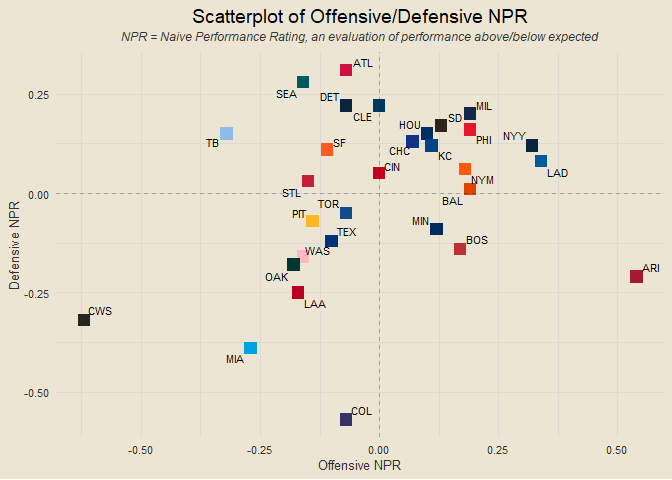 Scatterplot of Offensive/Defensive NPR
NPR = Naive Performance Rating, an evaluation of performance above/below expected
ATL
SEA
DET
CLE
MIL
SD
HOU
PHI
NYY
TB
SF
CHC
KC
LAD
CIN
STL
NYM
BAL
TOR
PIT
TEX
MIN
BOS
WAS
OAK
ARI
LAA
CWS
MIA
COL
0.25
0.00
-0.25
-0.50
Defensive NPR
-0.50 -0.25 0.00 0.25 0.50
Offensive NPR